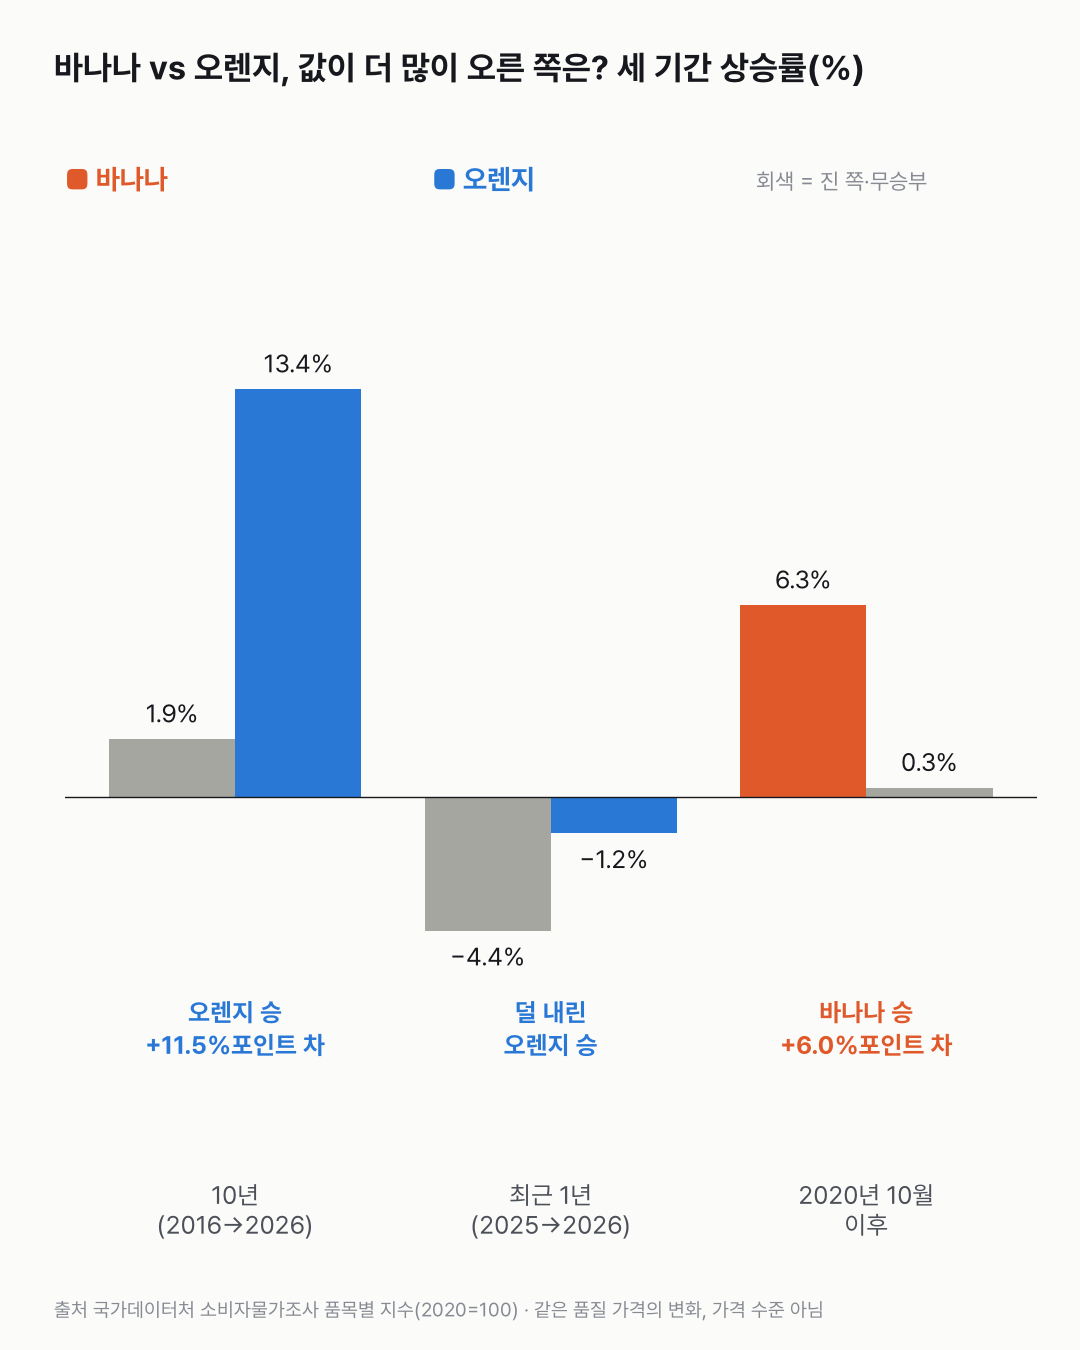 바나나 vs 오렌지, 값이 더 많이 오른 쪽은? 세 기간 상승률(%)
바나나
오렌지
회색 = 진 쪽·무승부
13.4%
6.3%
1.9%
0.3%
−1.2%
−4.4%
오렌지 승
+11.5%포인트 차
덜 내린
오렌지 승
바나나 승
+6.0%포인트 차
10년
(2016→2026)
최근 1년
(2025→2026)
2020년 10월
이후
출처 국가데이터처 소비자물가조사 품목별 지수(2020=100) · 같은 품질 가격의 변화, 가격 수준 아님